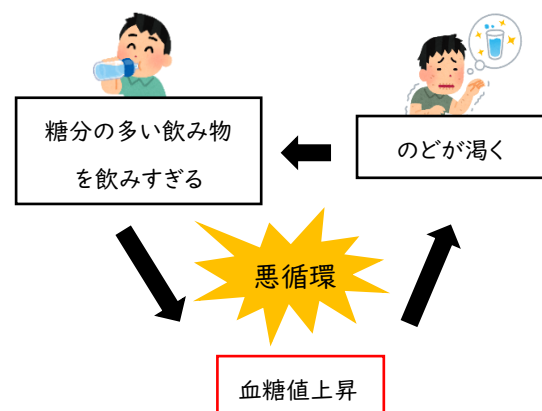 糖分の多い飲み物
を飲みすぎる
のどが渇く
悪循環
血糖値上昇